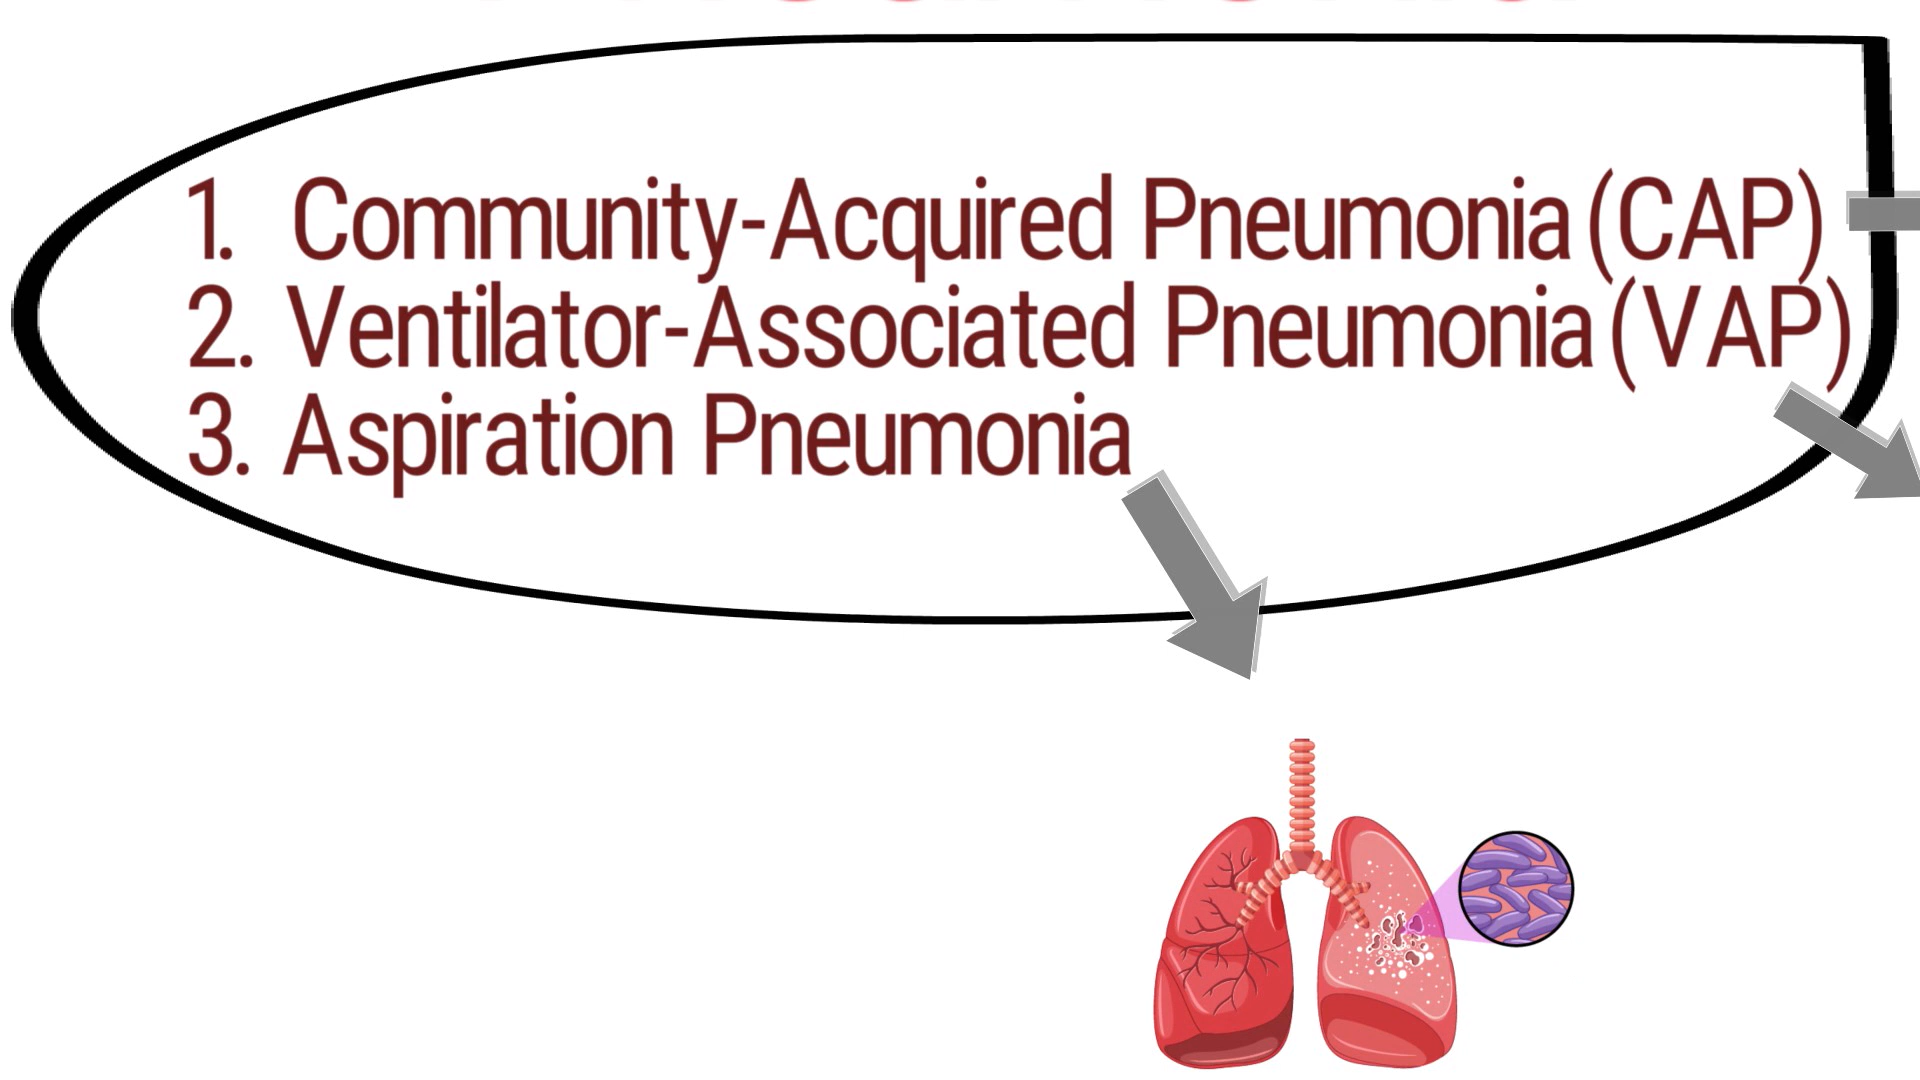 1. Community-Acquired Pneumonia (CAP)
2. Ventilator-Associated Pneumonia (VAP)
3. Aspiration Pneumonia